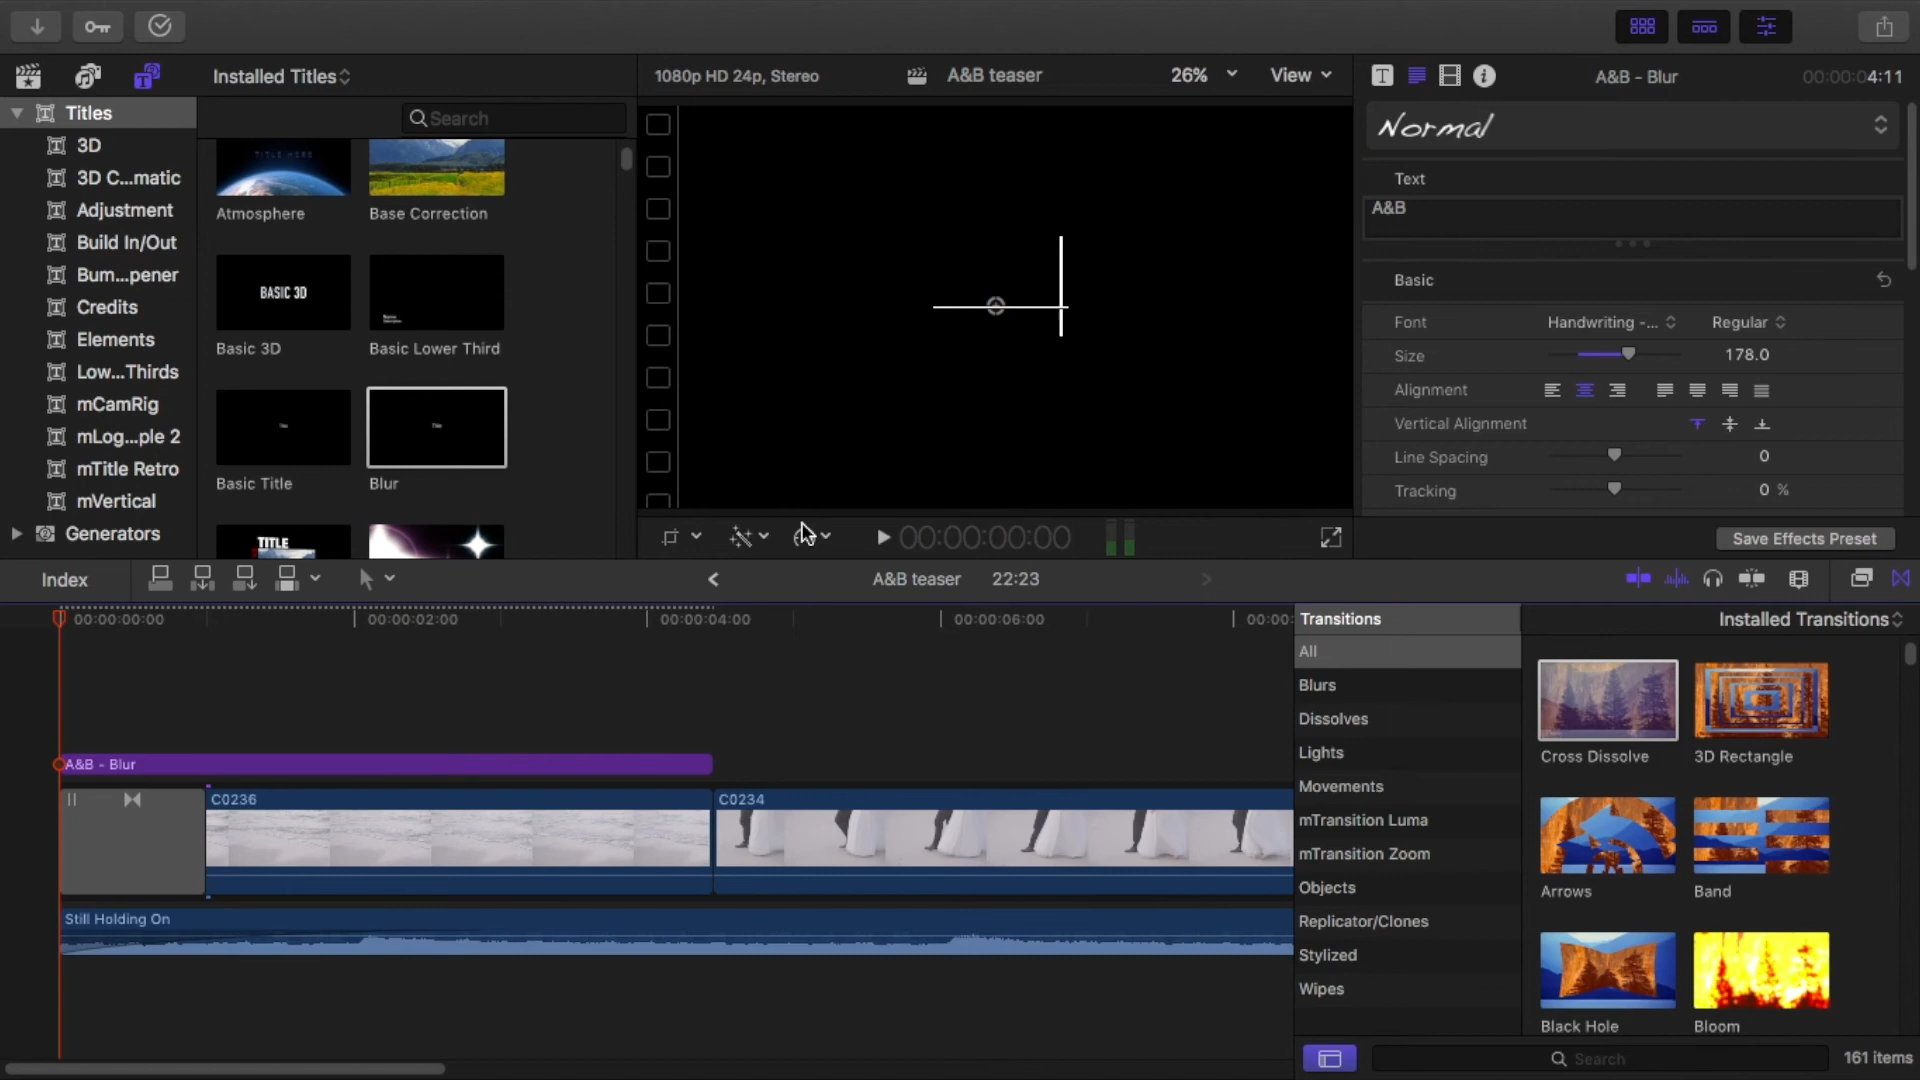 Installed Titles
1080p HD 24p, Stereo
A&B teaser
26%
View
A&B - Blur
00:00:04:11
Titles
3D
3D C...matic
Adjustment
Build In/Out
Bum...pener
Credits
Elements
Low...Thirds
mCamRig
mLog...ple 2
mTitle Retro
mVertical
Generators
Search
TITLE HERE
Atmosphere
Base Correction
BASIC 3D
Basic 3D
Basic Lower Third
Title
Basic Title
Title
Blur
TITLE
00:00:00:00
Normal
Text
A&B
Basic
Font
Handwriting -...
Regular
Size
178.0
Alignment
Vertical Alignment
Line Spacing
0
Tracking
0 %
Save Effects Preset
Index
A&B teaser
22:23
00:00:00:00
00:00:02:00
00:00:04:00
00:00:06:00
00:00:
A&B - Blur
C0236
C0234
Still Holding On
Transitions
Installed Transitions
All
Blurs
Dissolves
Lights
Movements
mTransition Luma
mTransition Zoom
Objects
Replicator/Clones
Stylized
Wipes
Cross Dissolve
3D Rectangle
Arrows
Band
Black Hole
Bloom
Search
161 items